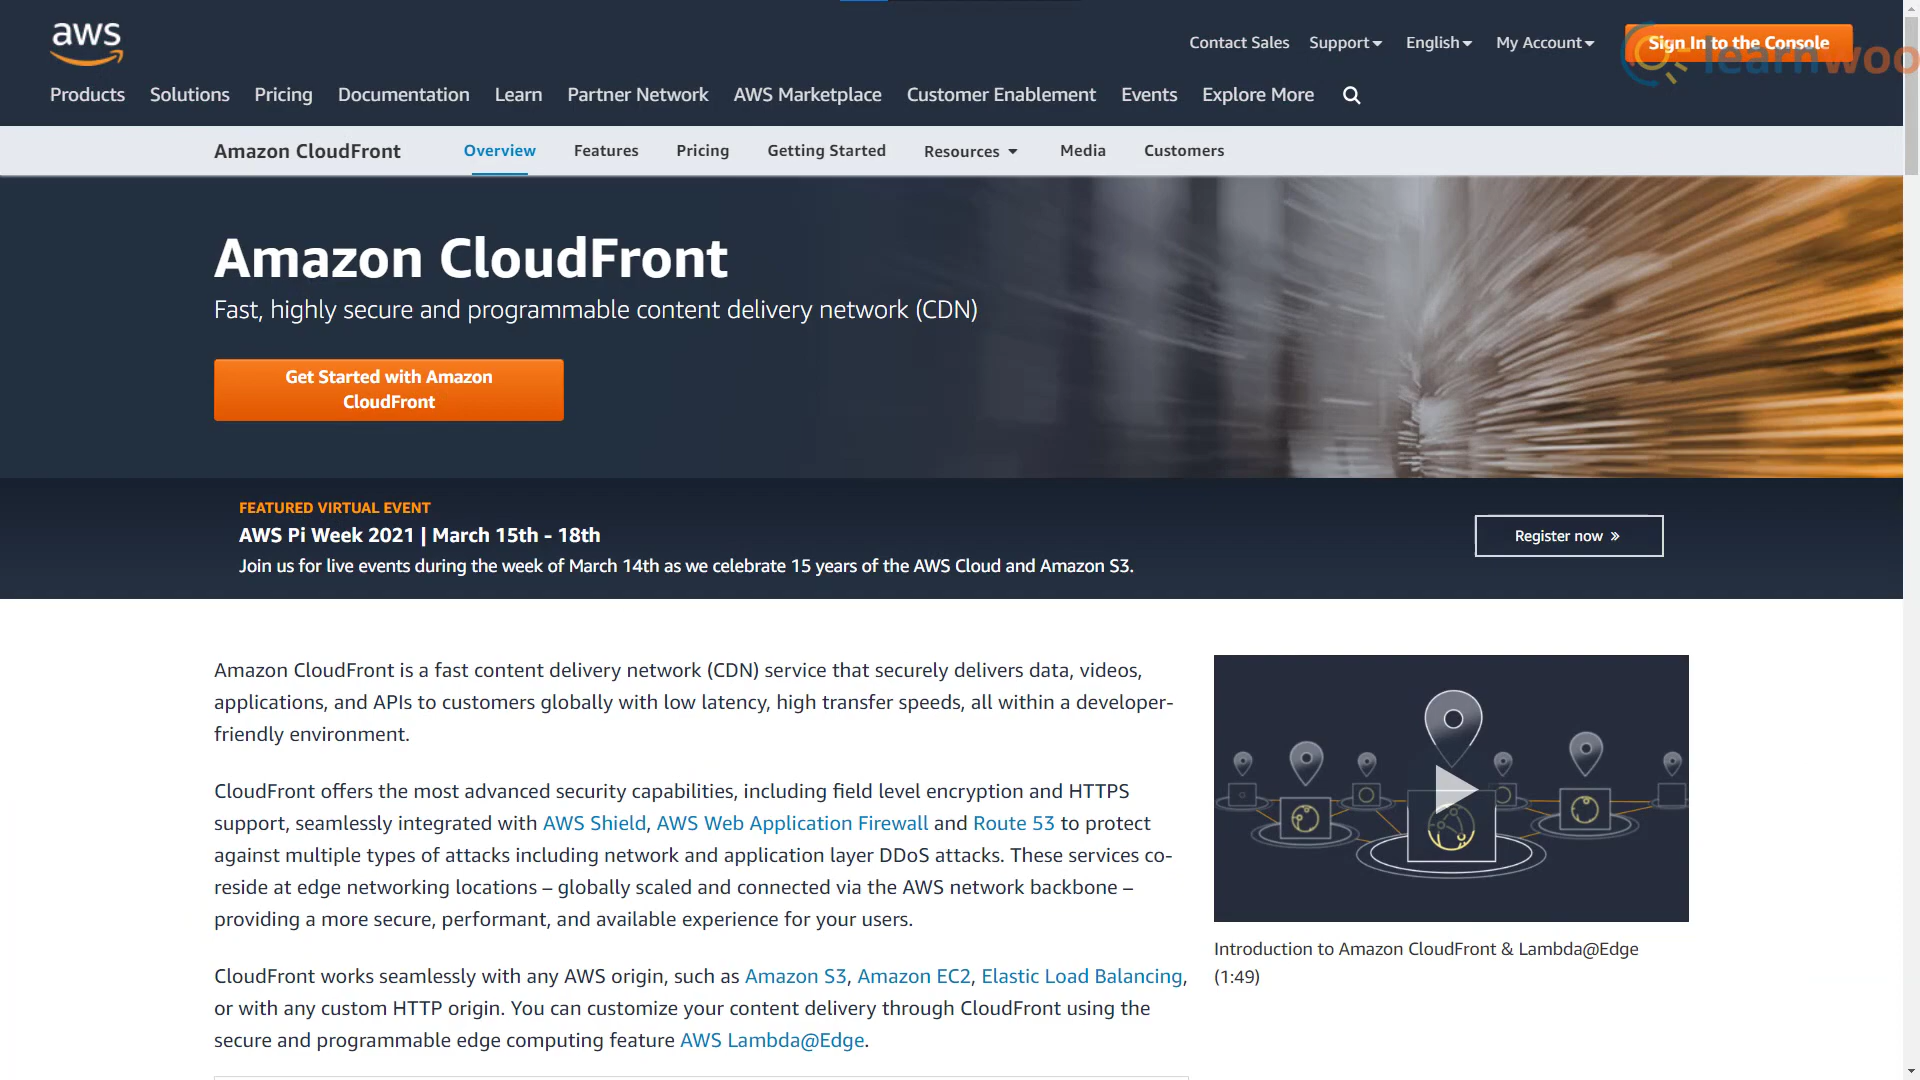 aws
Contact Sales Support English My Account Sign In to the Console
learnwoo
Products Solutions Pricing Documentation Learn Partner Network AWS Marketplace Customer Enablement Events Explore More
Amazon CloudFront Overview Features Pricing Getting Started Resources Media Customers
Amazon CloudFront
Fast, highly secure and programmable content delivery network (CDN)
Get Started with Amazon
CloudFront
FEATURED VIRTUAL EVENT
AWS Pi Week 2021 | March 15th - 18th
Join us for live events during the week of March 14th as we celebrate 15 years of the AWS Cloud and Amazon S3.
Register now »
Amazon CloudFront is a fast content delivery network (CDN) service that securely delivers data, videos,
applications, and APIs to customers globally with low latency, high transfer speeds, all within a developer-
friendly environment.
CloudFront offers the most advanced security capabilities, including field level encryption and HTTPS
support, seamlessly integrated with AWS Shield, AWS Web Application Firewall and Route 53 to protect
against multiple types of attacks including network and application layer DDoS attacks. These services co-
reside at edge networking locations – globally scaled and connected via the AWS network backbone –
providing a more secure, performant, and available experience for your users.
CloudFront works seamlessly with any AWS origin, such as Amazon S3, Amazon EC2, Elastic Load Balancing,
or with any custom HTTP origin. You can customize your content delivery through CloudFront using the
secure and programmable edge computing feature AWS Lambda@Edge.
Introduction to Amazon CloudFront & Lambda@Edge
(1:49)